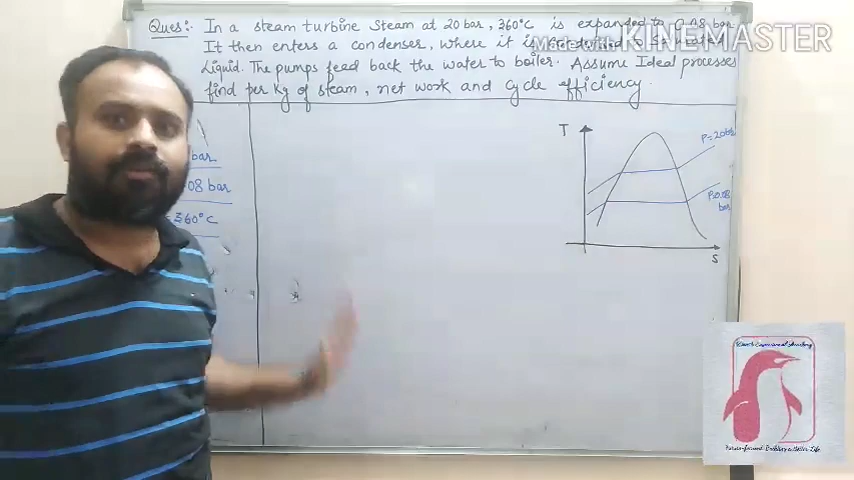 Ques:- In a steam turbine steam at 20 bar, 360°C is expanded to 0.08 bar
It then enters a condenser, where it is
Made with KINEMASTER
Liquid. The pumps feed back the water to boiler. Assume Ideal processes
find per kg of steam, net work and cycle efficiency.
T
P=20bar
bar
08 bar
P=0.08
bar
=360°C
S